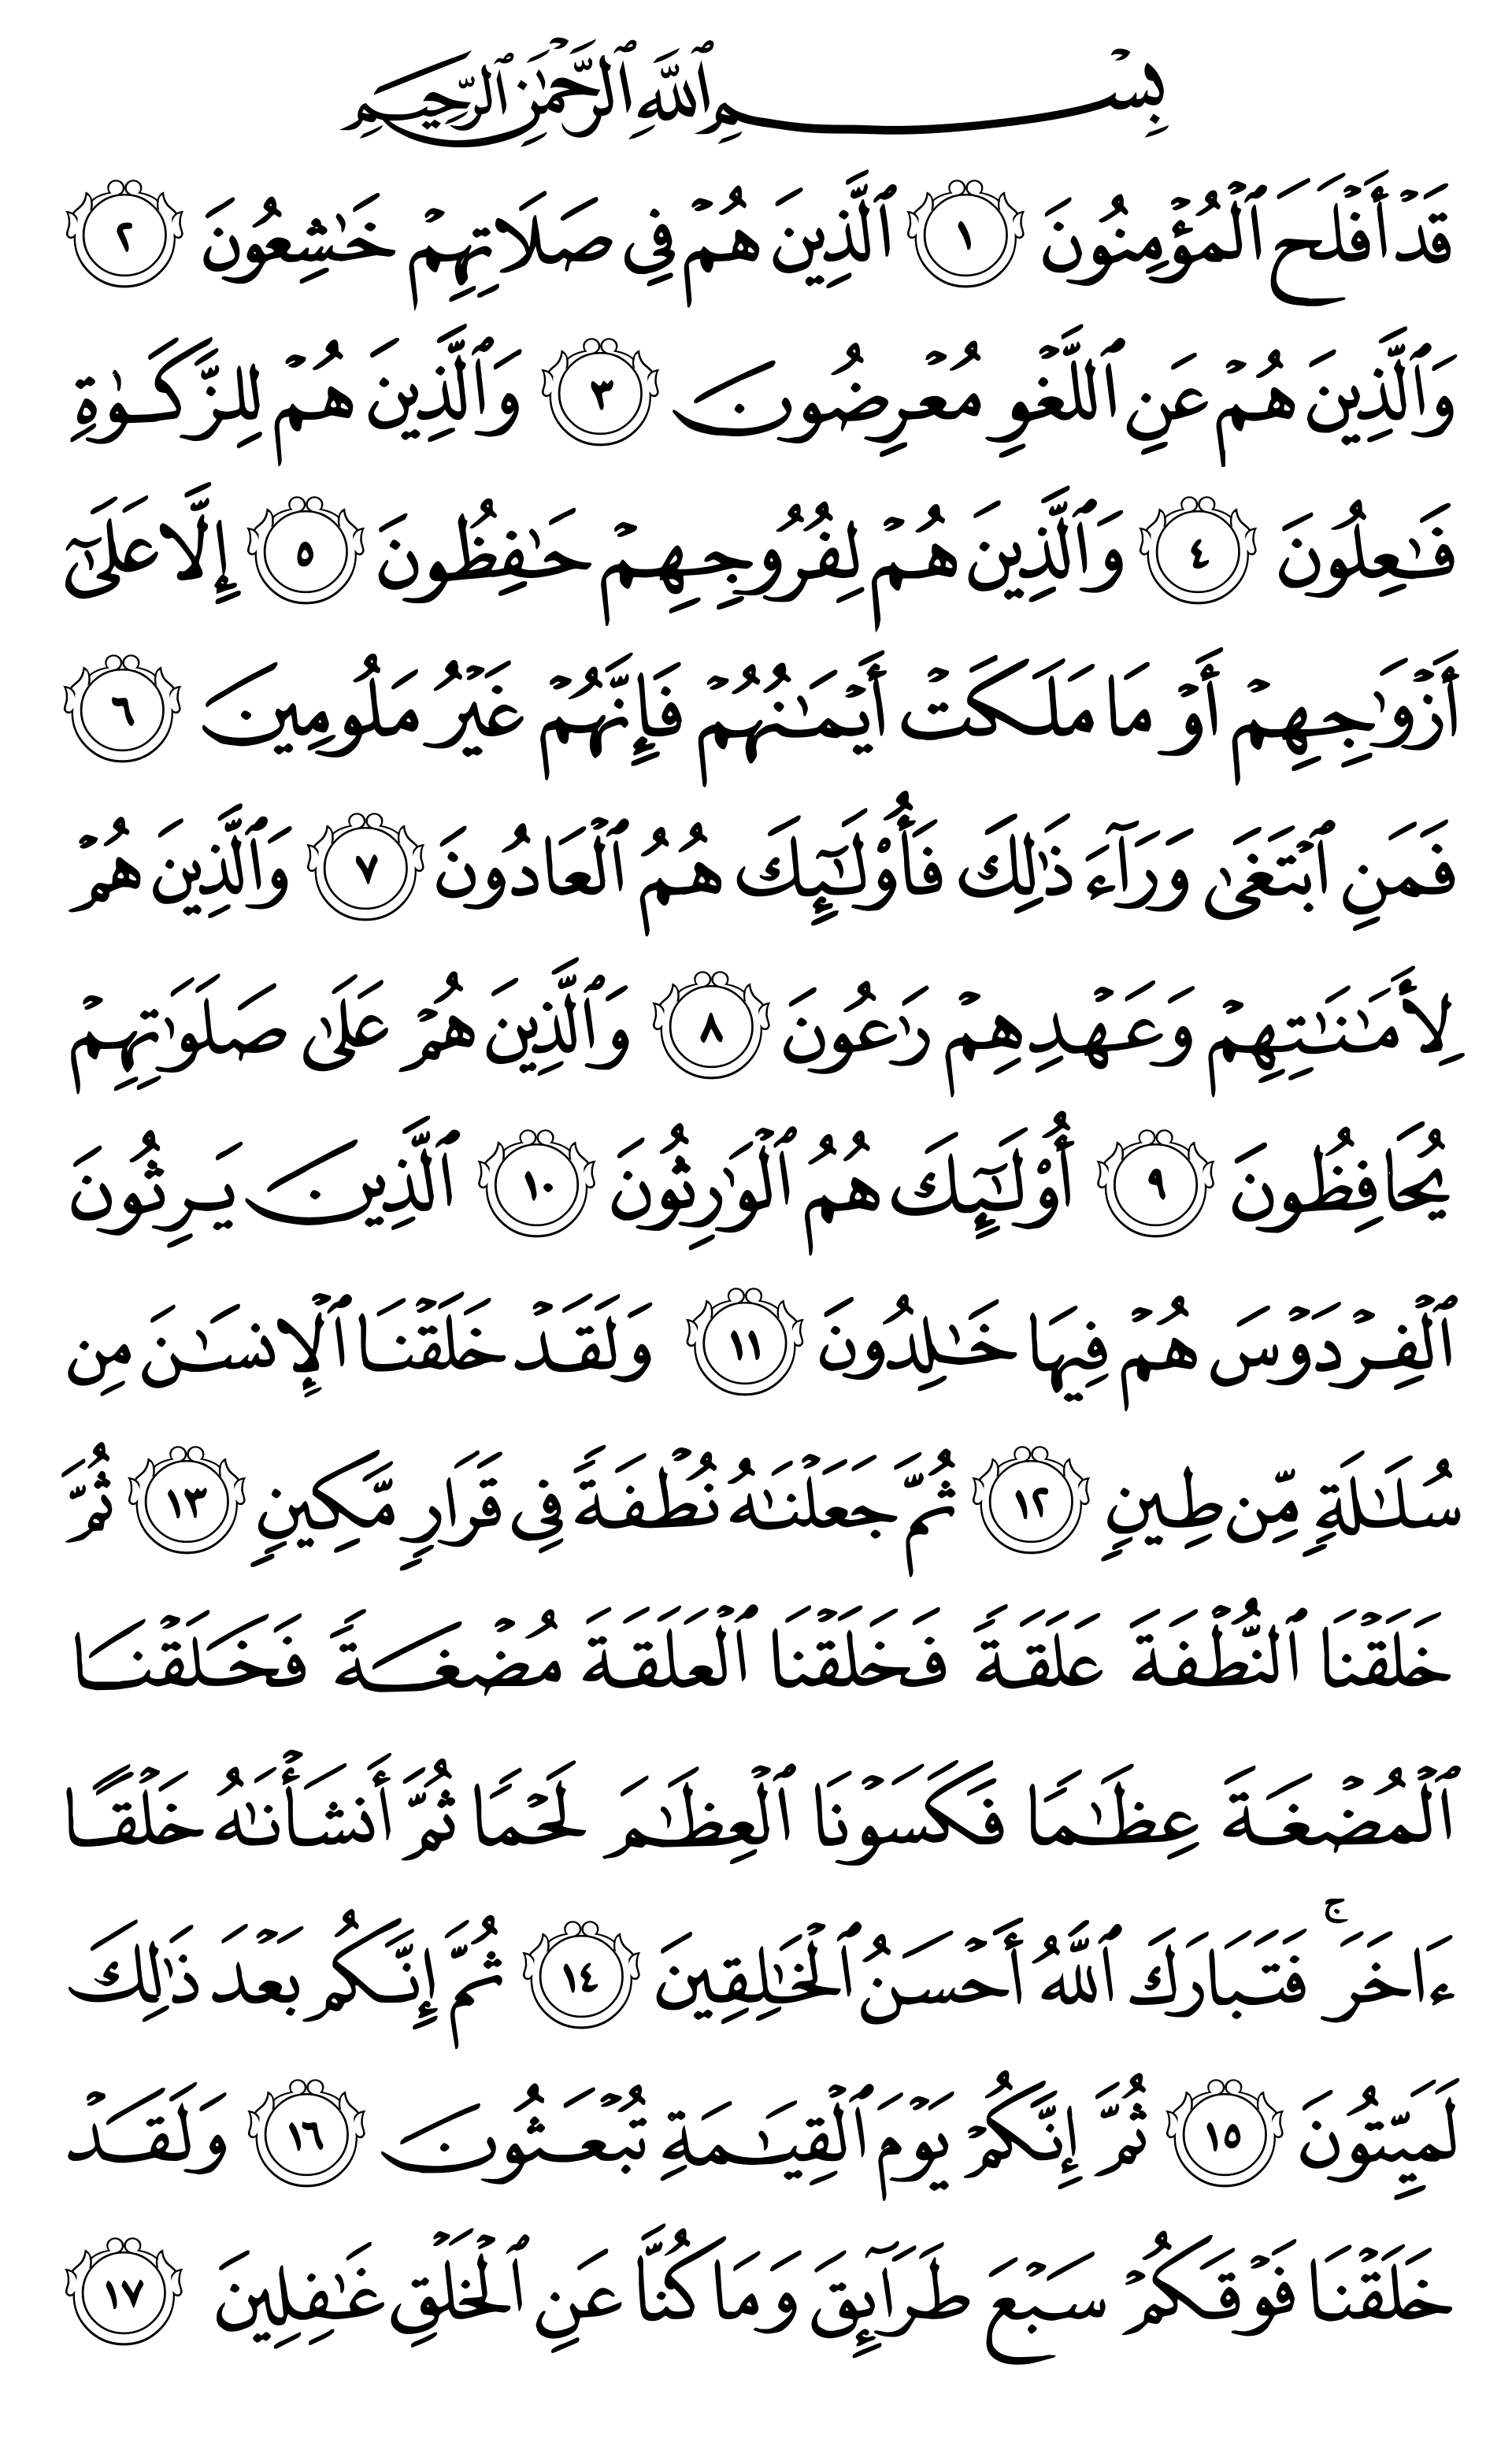 بِسْمِ ٱللَّهِ ٱلرَّحْمَٰنِ ٱلرَّحِيمِ
قَدْ أَفْلَحَ ٱلْمُؤْمِنُونَ ١ ٱلَّذِينَ هُمْ فِى صَلَاتِهِمْ خَٰشِعُونَ ٢
وَٱلَّذِينَ هُمْ عَنِ ٱللَّغْوِ مُعْرِضُونَ ٣ وَٱلَّذِينَ هُمْ لِلزَّكَوٰةِ
فَٰعِلُونَ ٤ وَٱلَّذِينَ هُمْ لِفُرُوجِهِمْ حَٰفِظُونَ ٥ إِلَّا عَلَىٰٓ
أَزْوَٰجِهِمْ أَوْ مَا مَلَكَتْ أَيْمَٰنُهُمْ فَإِنَّهُمْ غَيْرُ مَلُومِينَ ٦
فَمَنِ ٱبْتَغَىٰ وَرَآءَ ذَٰلِكَ فَأُو۟لَٰٓئِكَ هُمُ ٱلْعَادُونَ ٧ وَٱلَّذِينَ هُمْ
لِأَمَٰنَٰتِهِمْ وَعَهْدِهِمْ رَٰعُونَ ٨ وَٱلَّذِينَ هُمْ عَلَىٰ صَلَوَٰتِهِمْ
يُحَافِظُونَ ٩ أُو۟لَٰٓئِكَ هُمُ ٱلْوَٰرِثُونَ ١٠ ٱلَّذِينَ يَرِثُونَ
ٱلْفِرْدَوْسَ هُمْ فِيهَا خَٰلِدُونَ ١١ وَلَقَدْ خَلَقْنَا ٱلْإِنسَٰنَ مِن
سُلَٰلَةٍ مِّن طِينٍ ١٢ ثُمَّ جَعَلْنَٰهُ نُطْفَةً فِى قَرَارٍ مَّكِينٍ ١٣ ثُمَّ
خَلَقْنَا ٱلنُّطْفَةَ عَلَقَةً فَخَلَقْنَا ٱلْعَلَقَةَ مُضْغَةً فَخَلَقْنَا
ٱلْمُضْغَةَ عِظَٰمًا فَكَسَوْنَا ٱلْعِظَٰمَ لَحْمًا ثُمَّ أَنشَأْنَٰهُ خَلْقًا
ءَاخَرَ ۚ فَتَبَارَكَ ٱللَّهُ أَحْسَنُ ٱلْخَٰلِقِينَ ١٤ ثُمَّ إِنَّكُم بَعْدَ ذَٰلِكَ
لَمَيِّتُونَ ١٥ ثُمَّ إِنَّكُمْ يَوْمَ ٱلْقِيَٰمَةِ تُبْعَثُونَ ١٦ وَلَقَدْ
خَلَقْنَا فَوْقَكُمْ سَبْعَ طَرَآئِقَ وَمَا كُنَّا عَنِ ٱلْخَلْقِ غَٰفِلِينَ ١٧